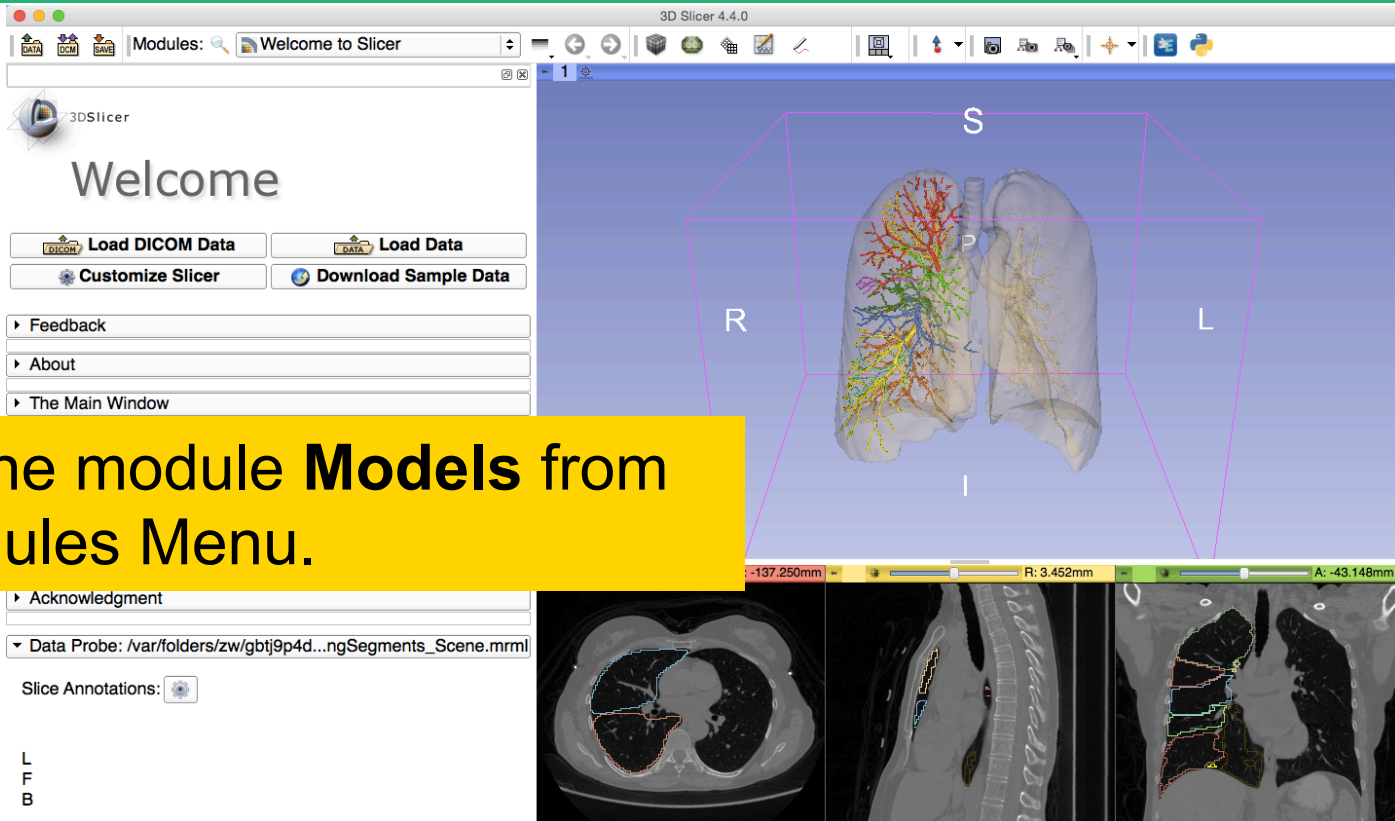 3D Slicer 4.4.0
DATA DCM SAVE Modules: Welcome to Slicer
1
3DSlicer
Welcome
DICOM Load DICOM Data DATA Load Data
Customize Slicer Download Sample Data
Feedback
About
The Main Window
he module Models from
ules Menu.
Acknowledgment
Data Probe: /var/folders/zw/gbtj9p4d...ngSegments_Scene.mrml
Slice Annotations:
L
F
B
S
P
R
L
I
-137.250mm R: 3.452mm A: -43.148mm